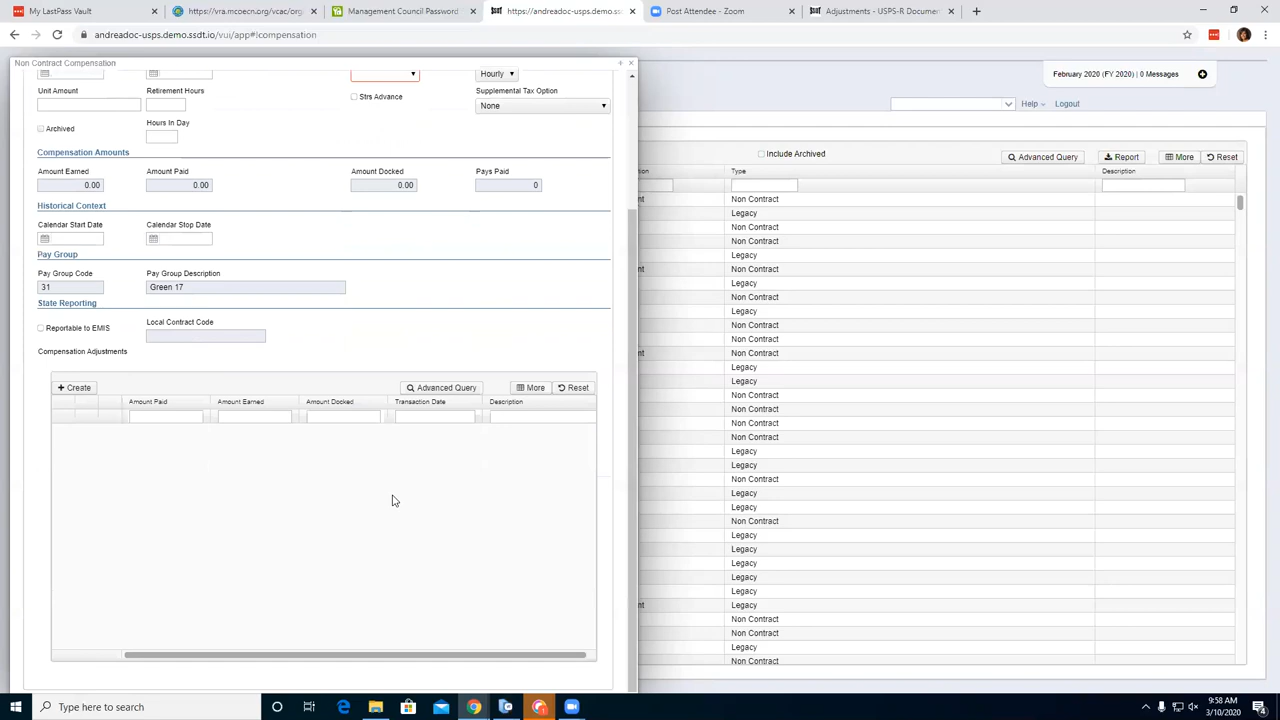 My LastPass Vault
https://vra.mcoecn.org/vcac/org
Management Council Password
https://andreadoc-usps.demo.ssdt
Post Attendee - Zoom
Adjustments - USPS-R Document
andreadoc-usps.demo.ssdt.io/vui/app#!compensation
Non Contract Compensation
February 2020 (FY 2020) | 0 Messages
Help
Logout
Hourly
Unit Amount
Retirement Hours
Strs Advance
Supplemental Tax Option
None
Archived
Hours In Day
Compensation Amounts
Amount Earned
Amount Paid
Amount Docked
Pays Paid
0.00
0.00
0.00
0
Historical Context
Calendar Start Date
Calendar Stop Date
Pay Group
Pay Group Code
Pay Group Description
31
Green 17
State Reporting
Reportable to EMIS
Local Contract Code
Compensation Adjustments
Create
Advanced Query
More
Reset
Amount Paid
Amount Earned
Amount Docked
Transaction Date
Description
Include Archived
Advanced Query
Report
More
Reset
Type
Description
Non Contract
Legacy
Non Contract
Non Contract
Legacy
Non Contract
Legacy
Non Contract
Legacy
Non Contract
Non Contract
Non Contract
Legacy
Legacy
Non Contract
Non Contract
Non Contract
Non Contract
Legacy
Legacy
Non Contract
Legacy
Legacy
Non Contract
Legacy
Legacy
Legacy
Legacy
Legacy
Legacy
Non Contract
Non Contract
Legacy
Non Contract
Type here to search
9:58 AM
3/10/2020